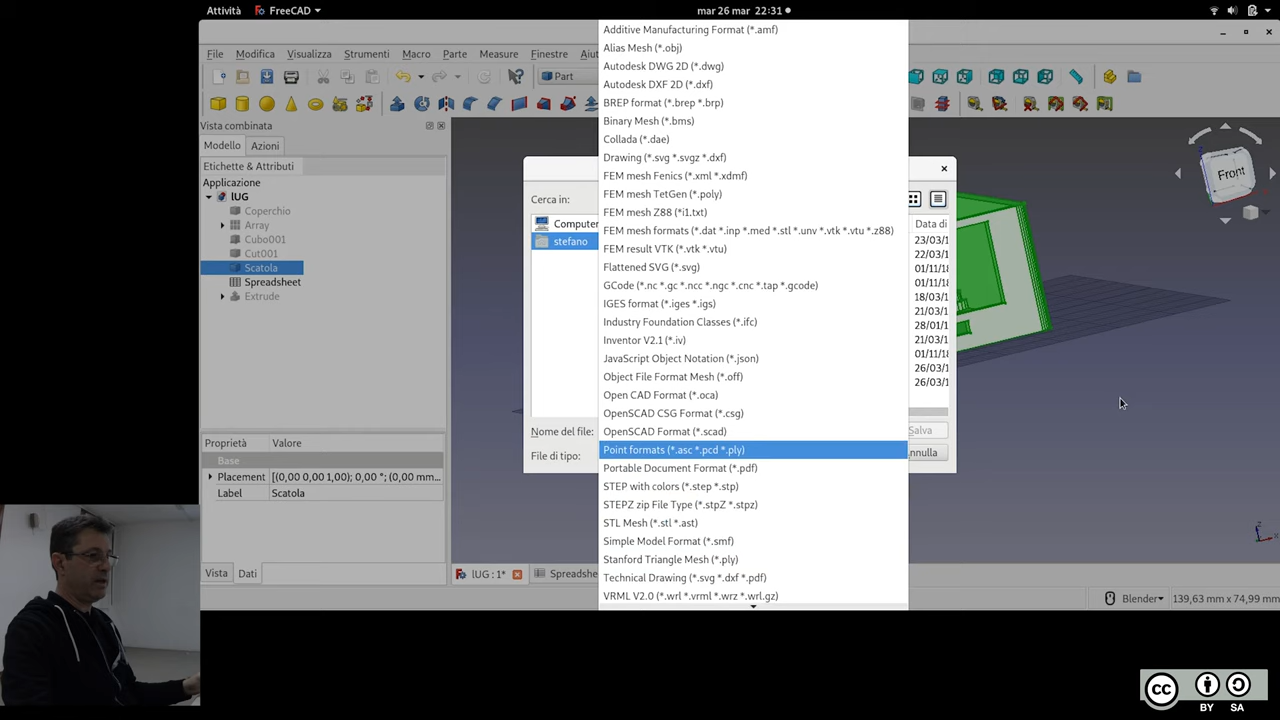 Attività
FreeCAD
mar 26 mar 22:31
File
Modifica
Visualizza
Strumenti
Macro
Parte
Measure
Finestre
Aiut
Part
Vista combinata
Modello
Azioni
Etichette & Attributi
Applicazione
lUG
Coperchio
Array
Cubo001
Cut001
Scatola
Spreadsheet
Extrude
Proprietà
Valore
Base
Placement
[(0,00 0,00 1,00); 0,00 °; (0,00 mm...
Label
Scatola
Vista
Dati
Cerca in:
Computer
stefano
Nome del file:
File di tipo:
Additive Manufacturing Format (*.amf)
Alias Mesh (*.obj)
Autodesk DWG 2D (*.dwg)
Autodesk DXF 2D (*.dxf)
BREP format (*.brep *.brp)
Binary Mesh (*.bms)
Collada (*.dae)
Drawing (*.svg *.svgz *.dxf)
FEM mesh Fenics (*.xml *.xdmf)
FEM mesh TetGen (*.poly)
FEM mesh Z88 (*i1.txt)
FEM mesh formats (*.dat *.inp *.med *.stl *.unv *.vtk *.vtu *.z88)
FEM result VTK (*.vtk *.vtu)
Flattened SVG (*.svg)
GCode (*.nc *.gc *.ncc *.ngc *.cnc *.tap *.gcode)
IGES format (*.iges *.igs)
Industry Foundation Classes (*.ifc)
Inventor V2.1 (*.iv)
JavaScript Object Notation (*.json)
Object File Format Mesh (*.off)
Open CAD Format (*.oca)
OpenSCAD CSG Format (*.csg)
OpenSCAD Format (*.scad)
Point formats (*.asc *.pcd *.ply)
Portable Document Format (*.pdf)
STEP with colors (*.step *.stp)
STEPZ zip File Type (*.stpZ *.stpz)
STL Mesh (*.stl *.ast)
Simple Model Format (*.smf)
Stanford Triangle Mesh (*.ply)
Technical Drawing (*.svg *.dxf *.pdf)
VRML V2.0 (*.wrl *.vrml *.wrz *.wrl.gz)
Data di
23/03/1
22/03/1
01/11/18
01/11/18
18/03/1
21/03/1
28/01/1
21/03/1
01/11/18
26/03/1
26/03/1
Salva
nnulla
Front
lUG : 1*
Spreadshe
Blender
139,63 mm x 74,99 mm
CC
BY
SA